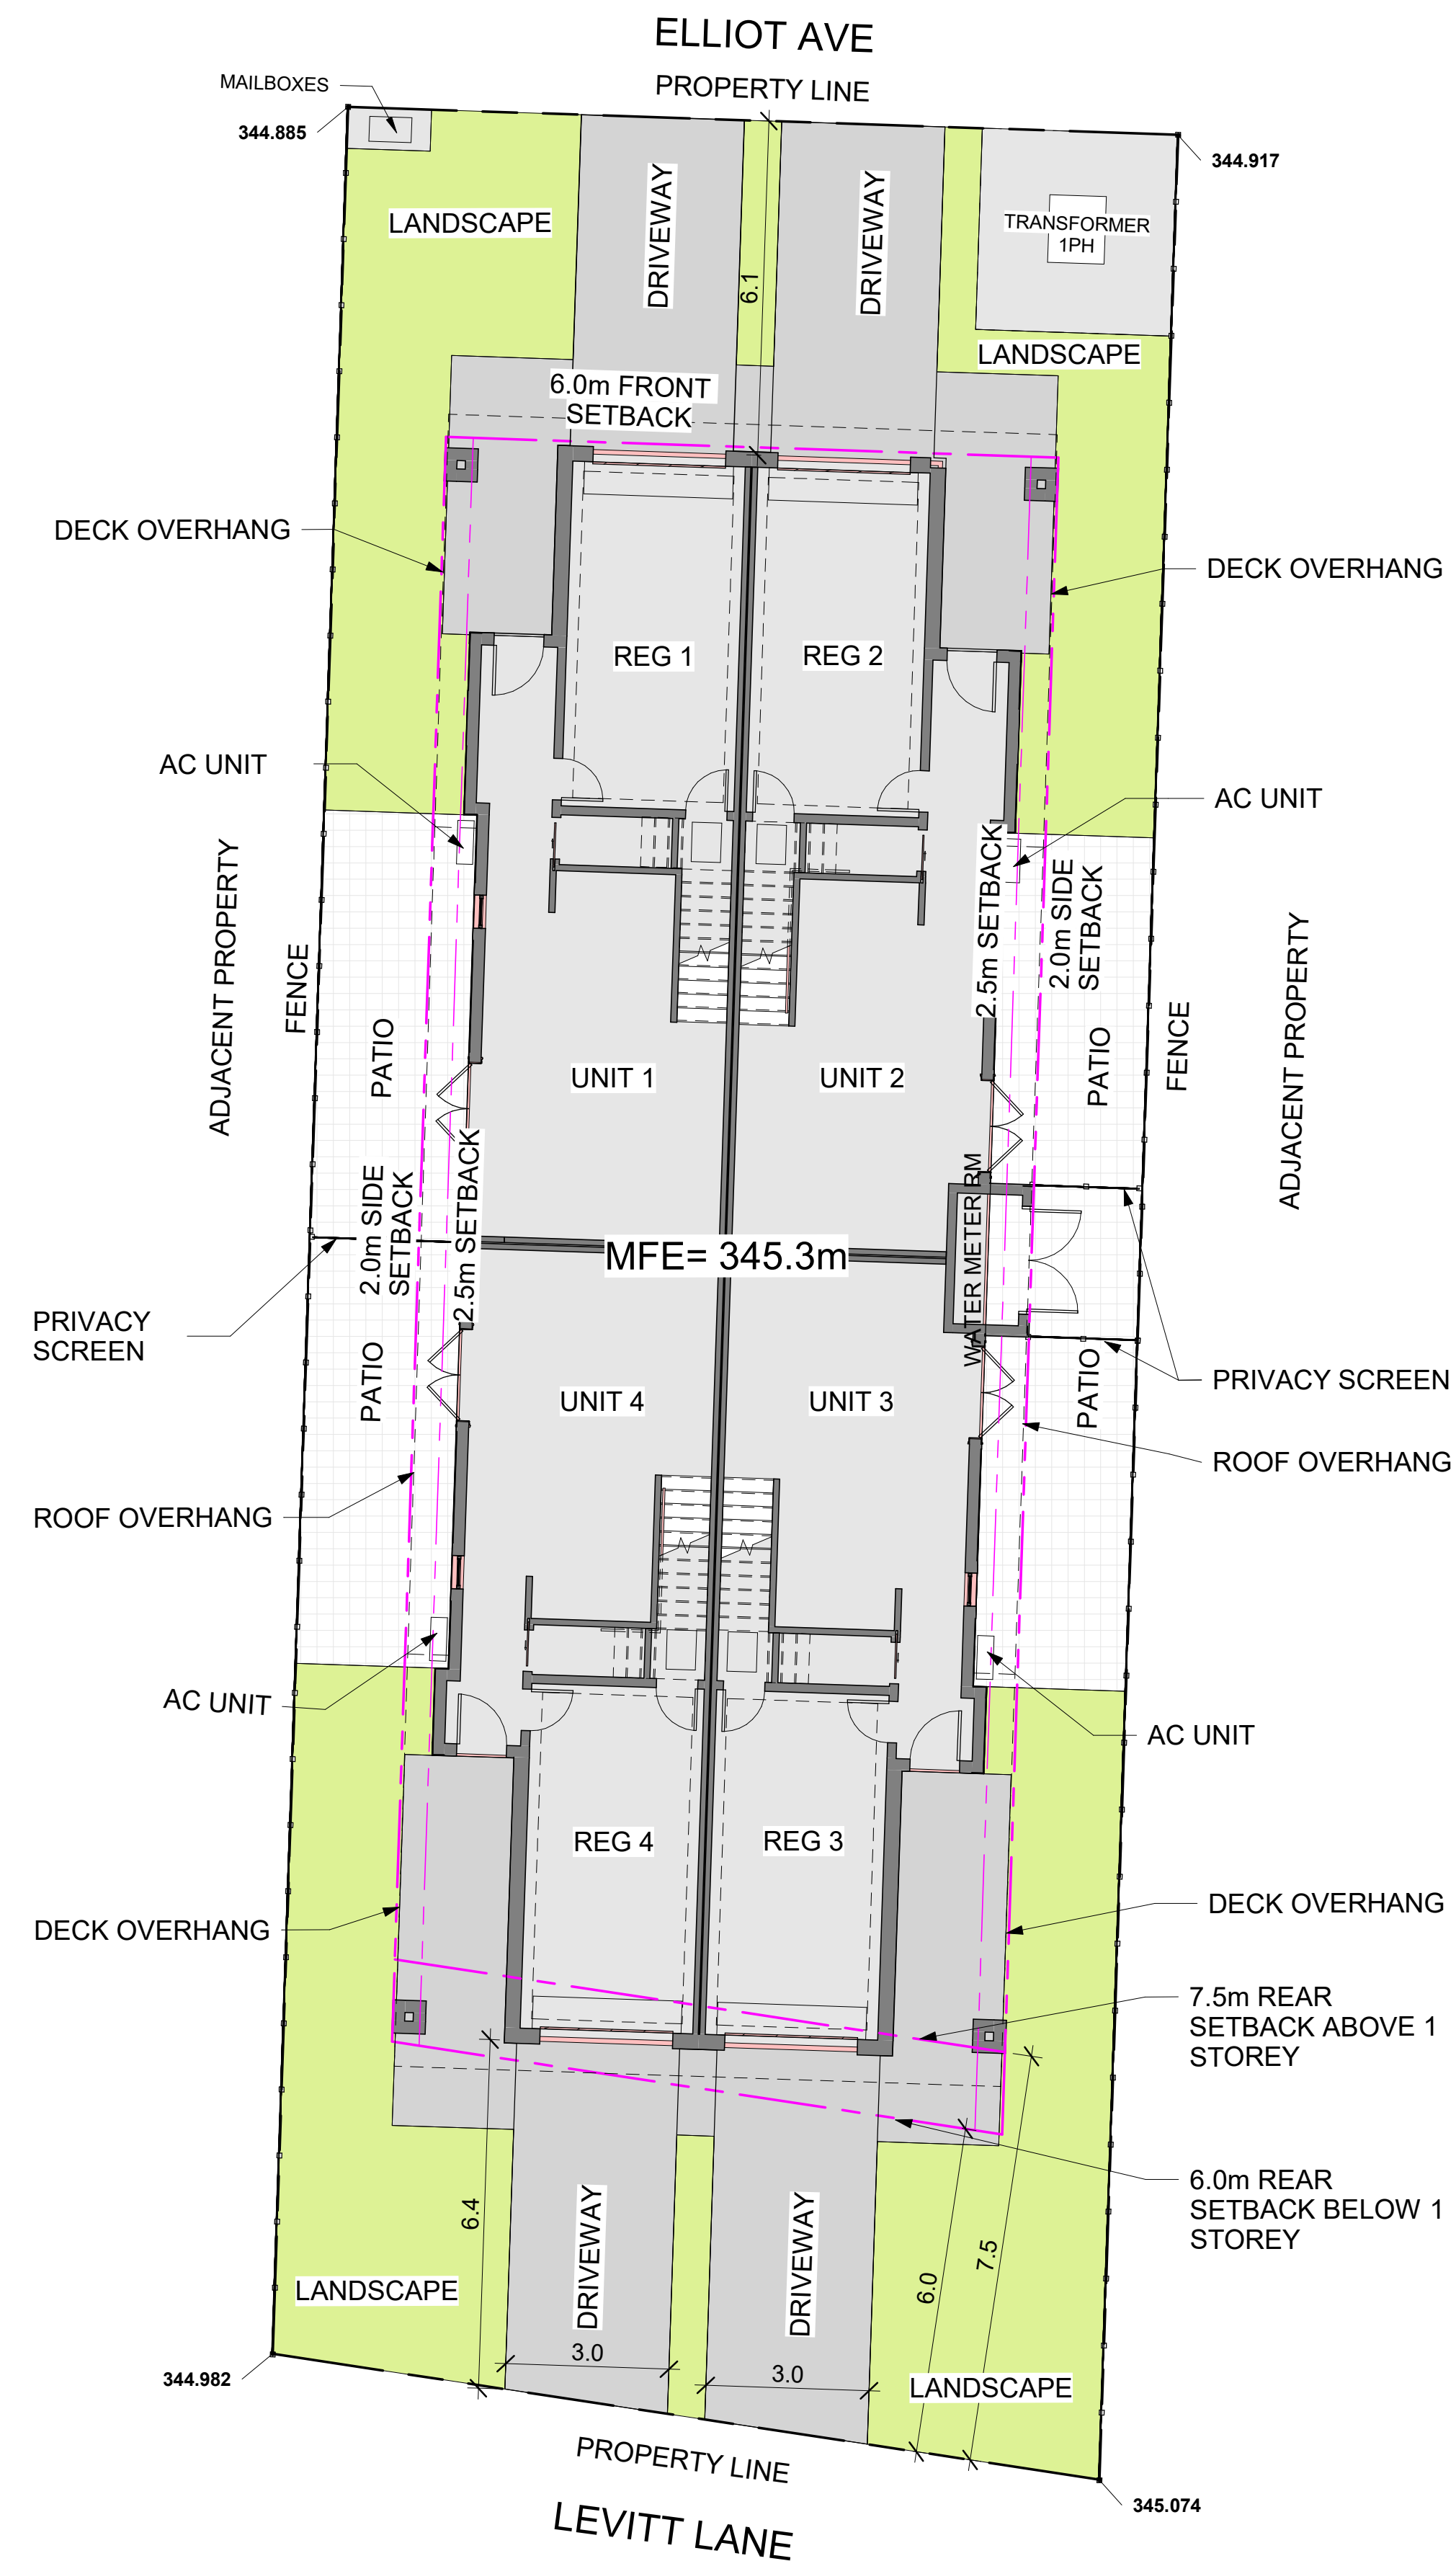 ELLIOT AVE
MAILBOXES
PROPERTY LINE
344.885
344.917
LANDSCAPE
DRIVEWAY
DRIVEWAY
TRANSFORMER
1PH
6.1
LANDSCAPE
6.0m FRONT
SETBACK
DECK OVERHANG
DECK OVERHANG
REG 1
REG 2
AC UNIT
AC UNIT
ADJACENT PROPERTY
FENCE
PATIO
2.5m SETBACK
2.0m SIDE
SETBACK
PATIO
FENCE
ADJACENT PROPERTY
UNIT 1
UNIT 2
2.0m SIDE
SETBACK
2.5m SETBACK
WATER METER RM
MFE= 345.3m
PRIVACY
SCREEN
PATIO
PATIO
PRIVACY SCREEN
UNIT 4
UNIT 3
ROOF OVERHANG
ROOF OVERHANG
AC UNIT
AC UNIT
REG 4
REG 3
DECK OVERHANG
DECK OVERHANG
7.5m REAR
SETBACK ABOVE 1
STOREY
6.0m REAR
SETBACK BELOW 1
STOREY
6.4
DRIVEWAY
DRIVEWAY
6.0
7.5
LANDSCAPE
3.0
3.0
LANDSCAPE
344.982
PROPERTY LINE
345.074
LEVITT LANE